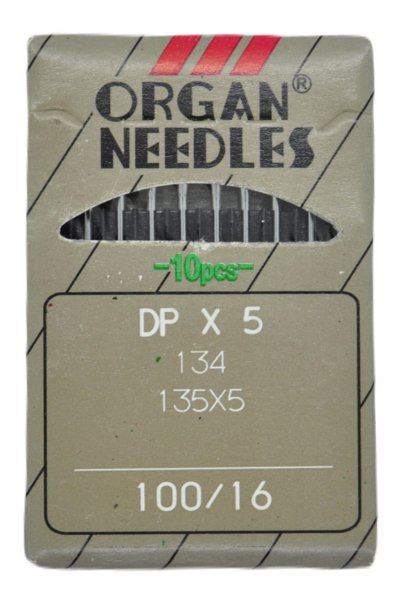 ORGAN®
NEEDLES
-10pcs-
DP X 5
134
135X5
100/16